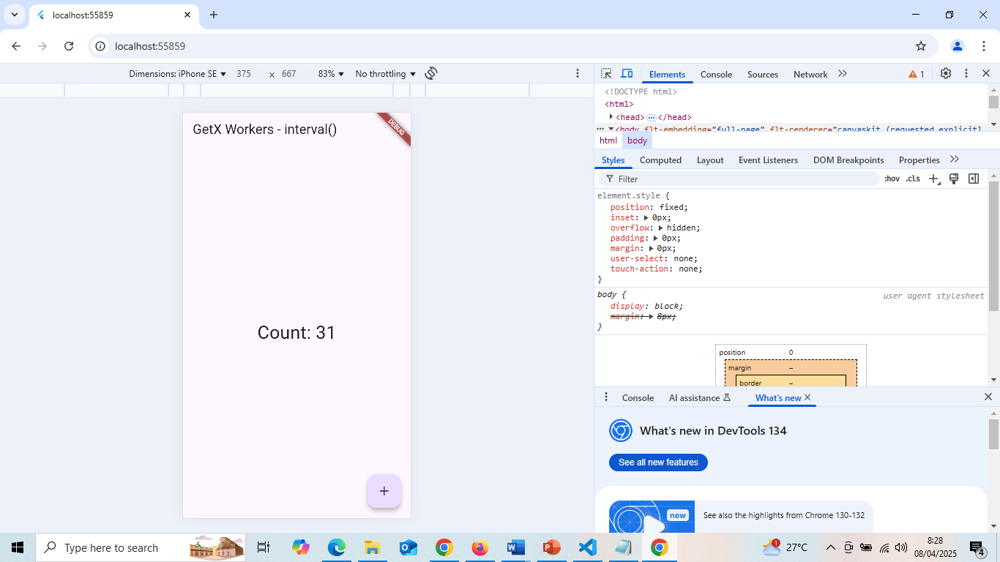 localhost:55859
localhost:55859
Dimensions: iPhone SE 375 × 667 83% No throttling
GetX Workers - interval()
DEBUG
Count: 31
+
Elements Console Sources Network 1
<!DOCTYPE html>
<html>
<head> ⋯ </head>
<body flt-embedding="full-page" flt-renderer="canvaskit (requested explicitl
html body
Styles Computed Layout Event Listeners DOM Breakpoints Properties
Filter :hov .cls
element.style {
position: fixed;
inset: 0px;
overflow: hidden;
padding: 0px;
margin: 0px;
user-select: none;
touch-action: none;
}
body { user agent stylesheet
display: block;
margin: 8px;
}
position 0
margin –
border –
Console AI assistance What's new
What's new in DevTools 134
See all new features
new
See also the highlights from Chrome 130-132
Type here to search
1 27°C 8:28
08/04/2025 4